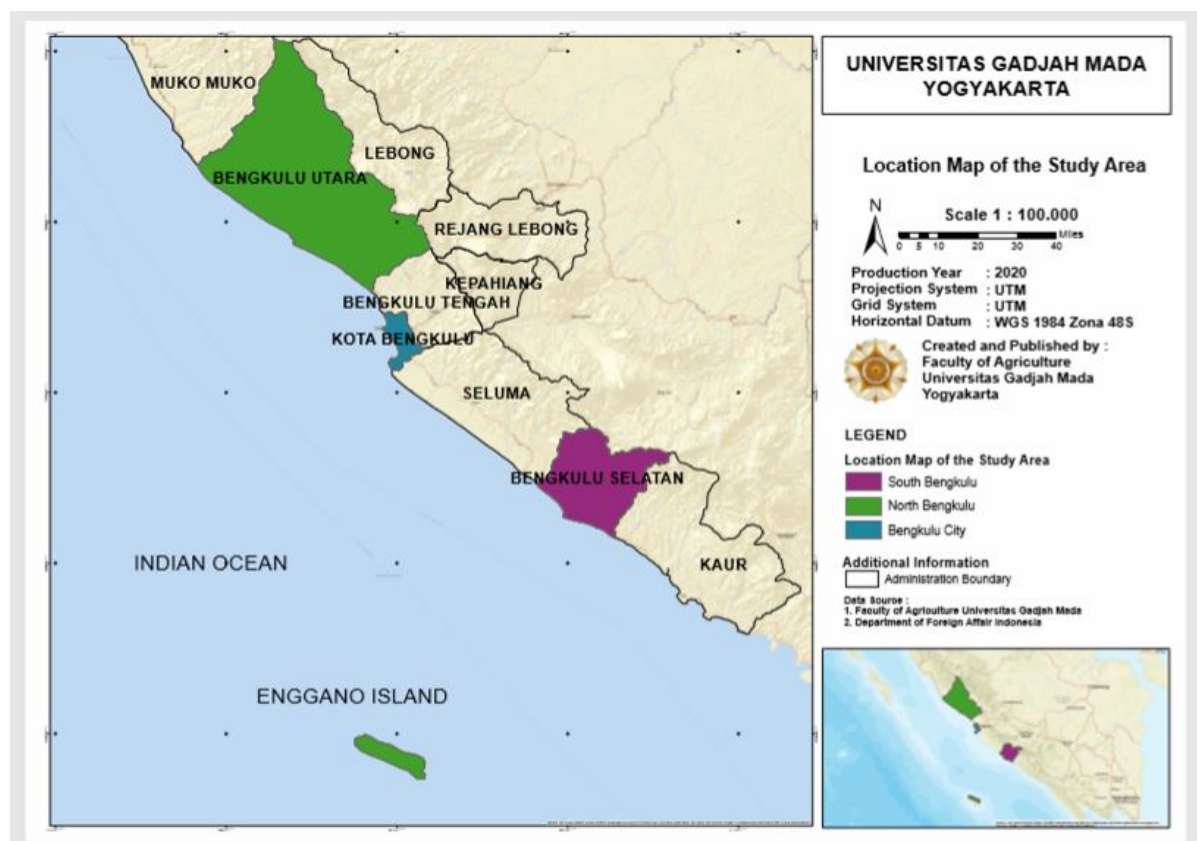 MUKO MUKO
LEBONG
BENGKULU UTARA
REJANG LEBONG
KEPAHIANG
BENGKULU TENGAH
KOTA BENGKULU
SELUMA
BENGKULU SELATAN
KAUR
INDIAN OCEAN
ENGGANO ISLAND
UNIVERSITAS GADJAH MADA
YOGYAKARTA
Location Map of the Study Area
N
Scale 1 : 100.000
Miles
0 5 10 20 30 40
Production Year : 2020
Projection System : UTM
Grid System : UTM
Horizontal Datum : WGS 1984 Zona 48S
Created and Published by :
Faculty of Agriculture
Universitas Gadjah Mada
Yogyakarta
LEGEND
Location Map of the Study Area
South Bengkulu
North Bengkulu
Bengkulu City
Additional Information
Administration Boundary
Data Source :
1. Faculty of Agriculture Universitas Gadjah Mada
2. Department of Foreign Affair Indonesia